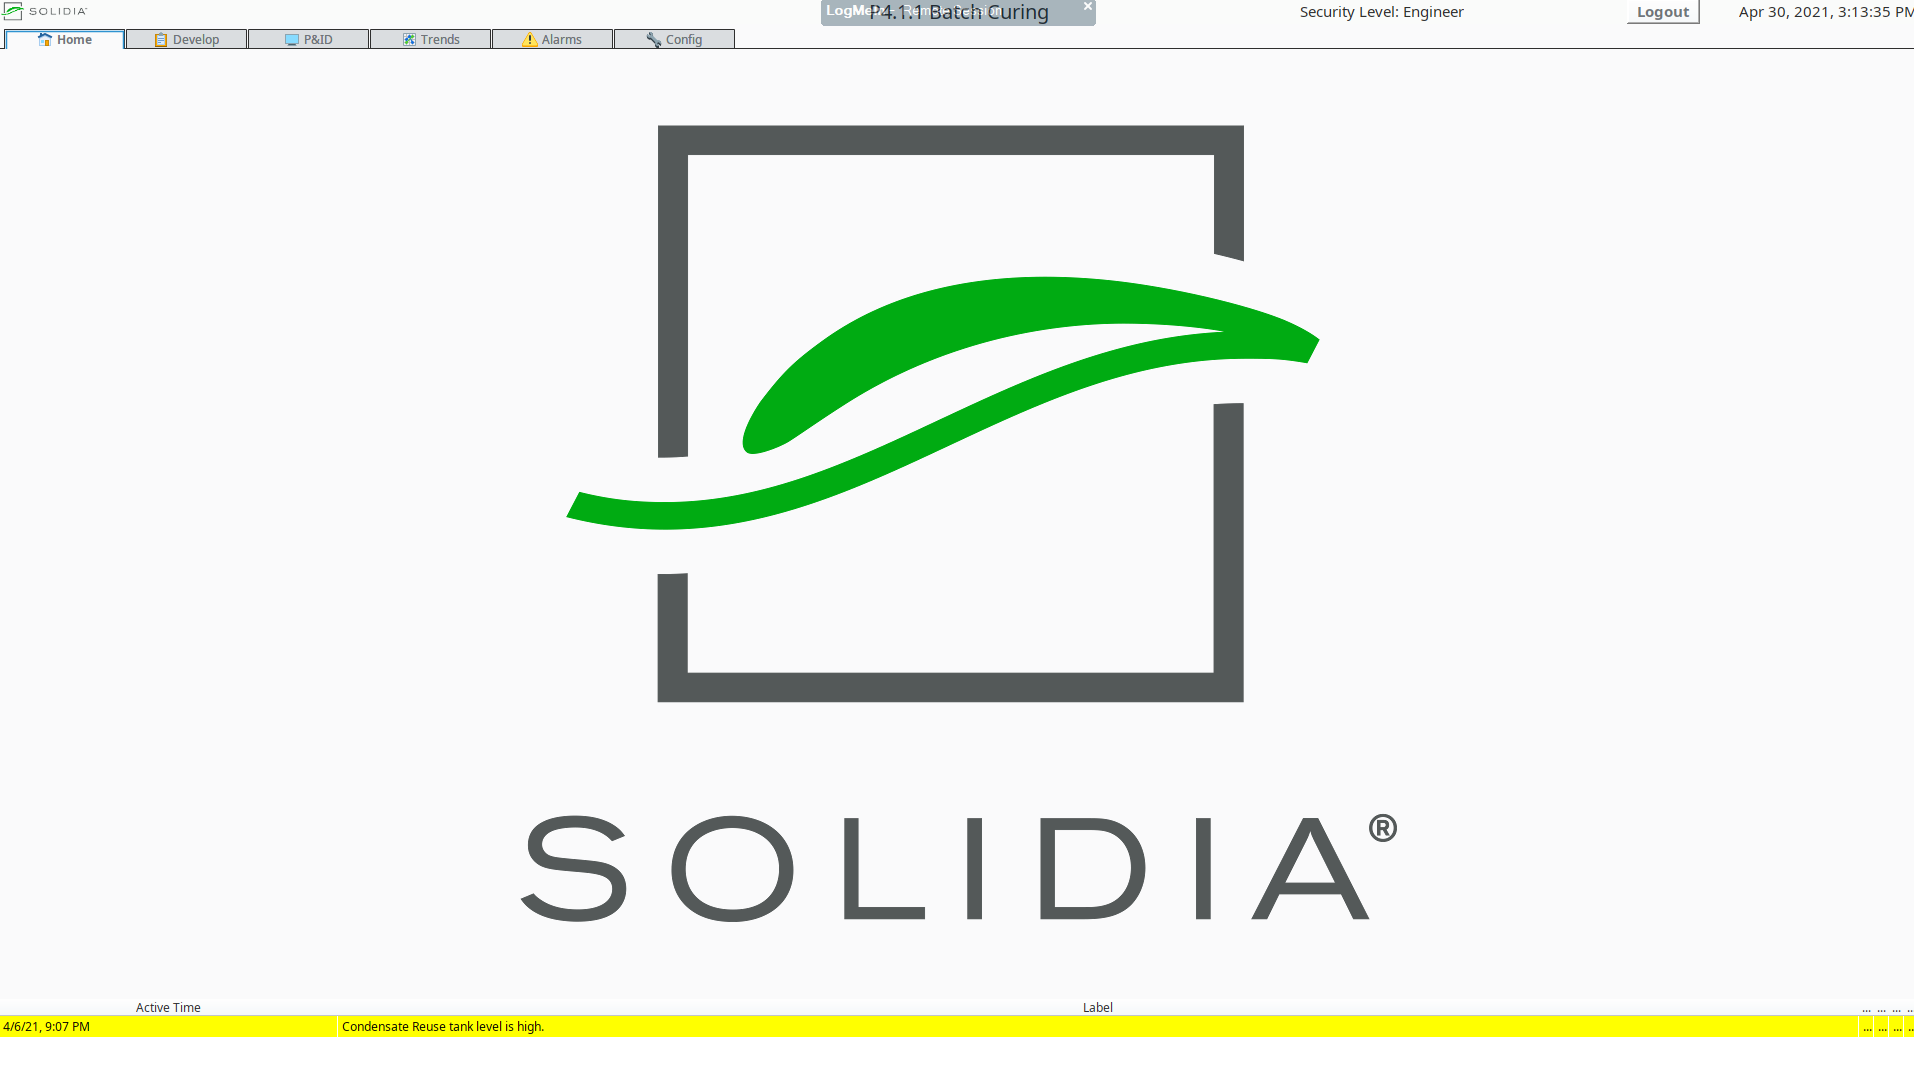 SOLIDIA
P4.1.1 Batch Curing
Security Level: Engineer
Logout
Apr 30, 2021, 3:13:35 PM
Home
Develop
P&ID
Trends
Alarms
Config
SOLIDIA®
Active Time
Label
... ... ... ..
4/6/21, 9:07 PM
Condensate Reuse tank level is high.
... ... ... ..